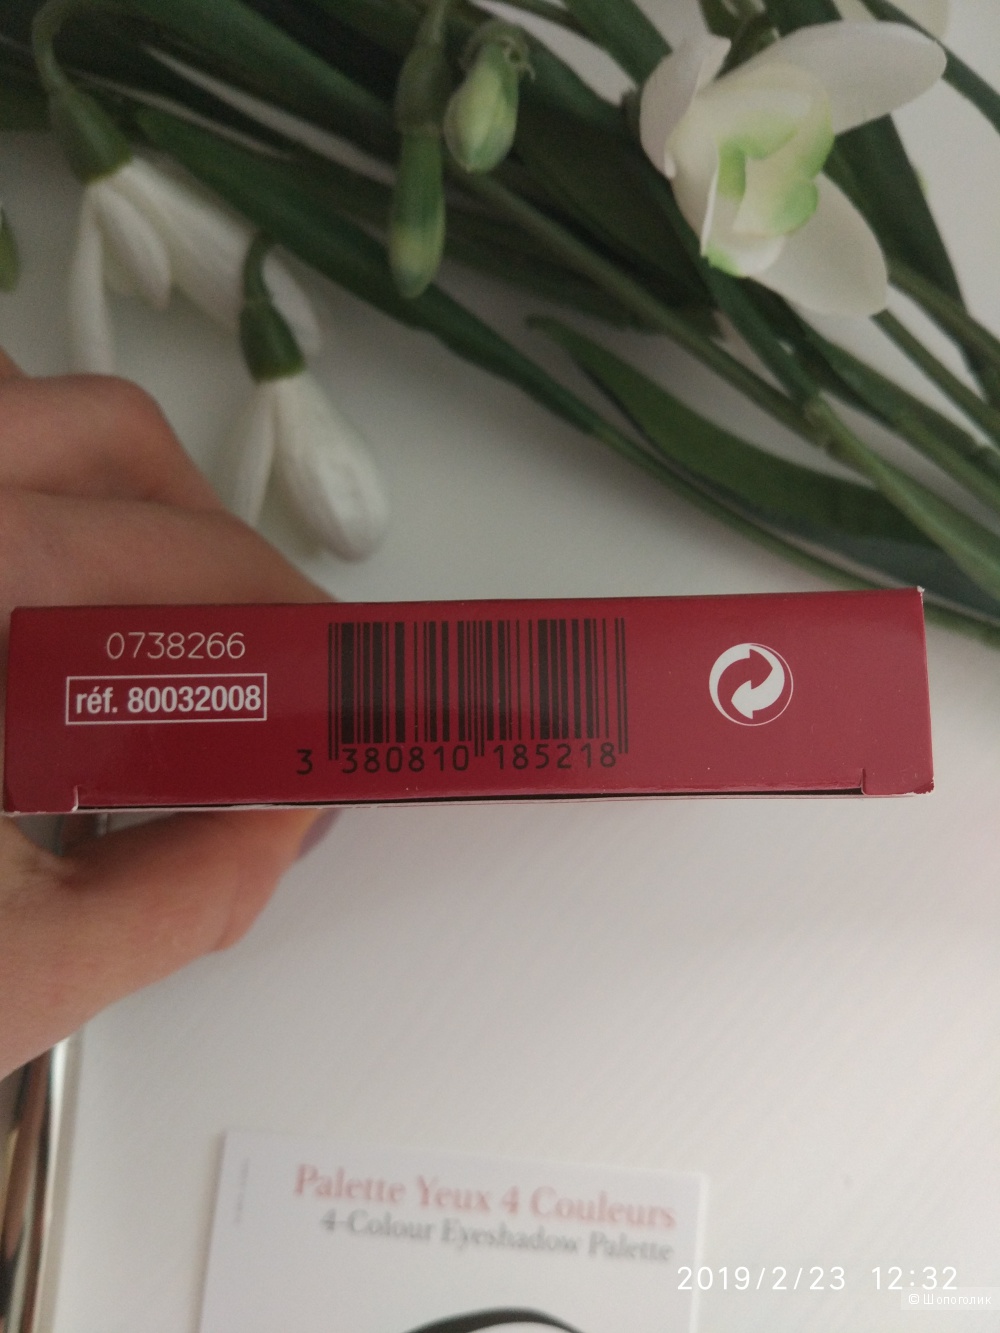 0738266
réf. 80032008
3 380810 185218
Palette Yeux 4 Couleurs
4-Colour Eyeshadow Palette
2019/2/23 12:32
© Шопоголик